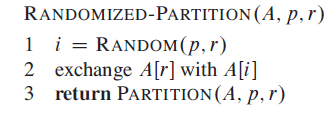 RANDOMIZED-PARTITION(A, p, r)
1 i = RANDOM(p, r)
2 exchange A[r] with A[i]
3 return PARTITION(A, p, r)